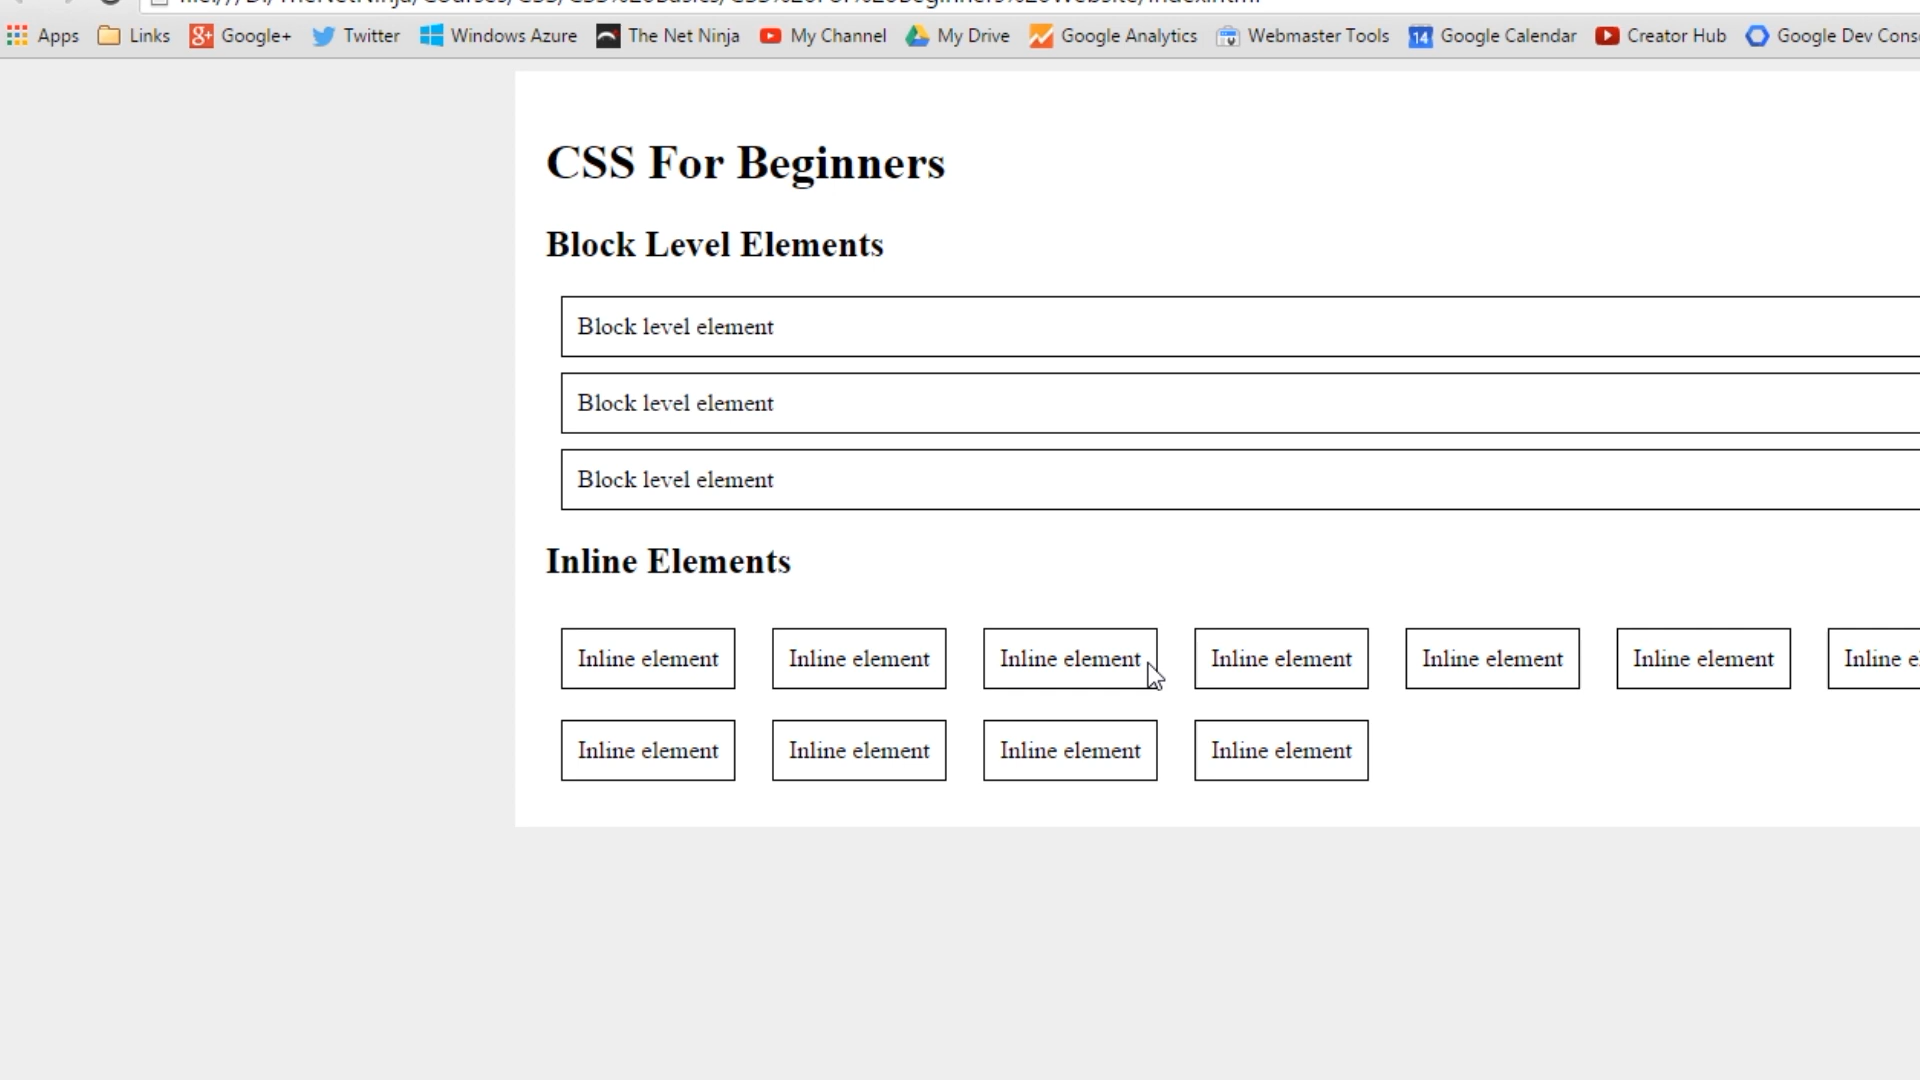 Apps Links Google+ Twitter Windows Azure The Net Ninja My Channel My Drive Google Analytics Webmaster Tools Google Calendar Creator Hub Google Dev
CSS For Beginners
Block Level Elements
Block level element
Block level element
Block level element
Inline Elements
Inline element Inline element Inline element Inline element Inline element Inline element Inline
Inline element Inline element Inline element Inline element